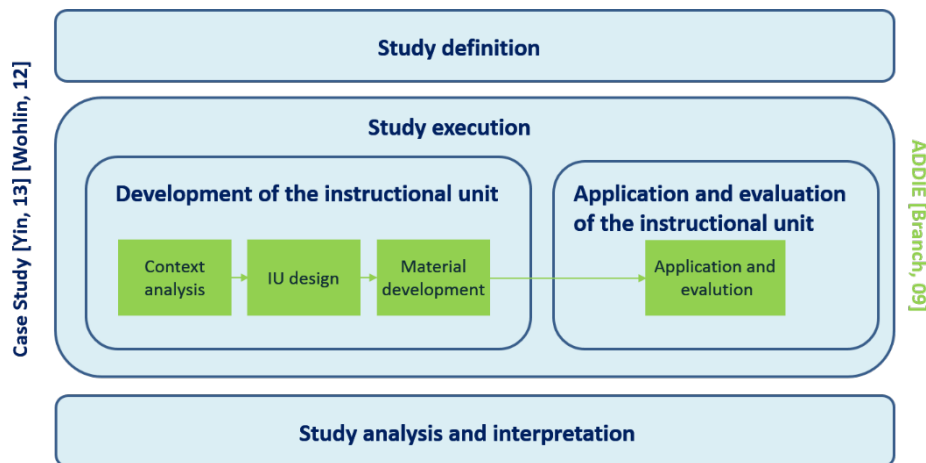 Study definition
Case Study [Yin, 13] [Wohlin, 12]
Study execution
ADDIE [Branch, 09]
Development of the instructional unit
Application and evaluation
of the instructional unit
Context
analysis
IU design
Material
development
Application and
evalution
Study analysis and interpretation